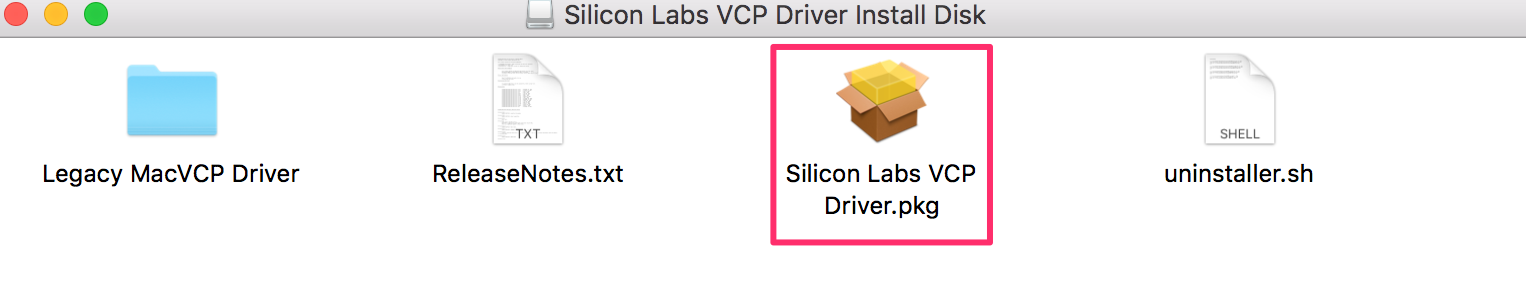 Silicon Labs VCP Driver Install Disk
TXT
SHELL
Legacy MacVCP Driver
ReleaseNotes.txt
Silicon Labs VCP
Driver.pkg
uninstaller.sh